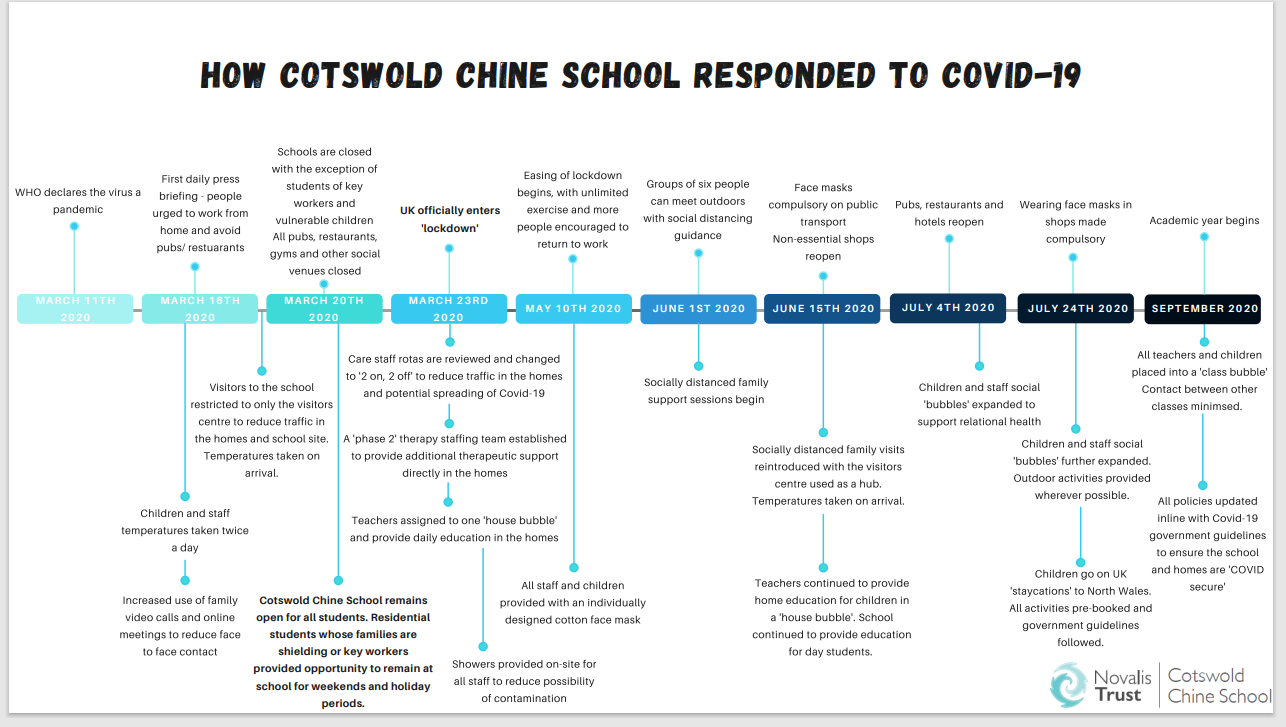 HOW COTSWOLD CHINE SCHOOL RESPONDED TO COVID-19
WHO declares the virus a
pandemic
First daily press
briefing - people
urged to work from
home and avoid
pubs/ restuarants
Schools are closed
with the exception of
students of key
workers and
vulnerable children
All pubs, restaurants,
gyms and other social
venues closed
UK officially enters
'lockdown'
Easing of lockdown
begins, with unlimited
exercise and more
people encouraged to
return to work
Groups of six people
can meet outdoors
with social distancing
guidance
Face masks
compulsory on public
transport
Non-essential shops
reopen
Pubs, restaurants and
hotels reopen
Wearing face masks in
shops made
compulsory
Academic year begins
MARCH 11TH
2020
MARCH 16TH
2020
MARCH 20TH
2020
MARCH 23RD
2020
MAY 10TH 2020
JUNE 1ST 2020
JUNE 15TH 2020
JULY 4TH 2020
JULY 24TH 2020
SEPTEMBER 2020
Children and staff
temperatures taken twice
a day
Increased use of family
video calls and online
meetings to reduce face
to face contact
Visitors to the school
restricted to only the visitors
centre to reduce traffic in
the homes and school site.
Temperatures taken on
arrival.
Cotswold Chine School remains
open for all students. Residential
students whose families are
shielding or key workers
provided opportunity to remain at
school for weekends and holiday
periods.
Care staff rotas are reviewed and changed
to '2 on, 2 off' to reduce traffic in the homes
and potential spreading of Covid-19
A 'phase 2' therapy staffing team established
to provide additional therapeutic support
directly in the homes
Teachers assigned to one 'house bubble'
and provide daily education in the homes
Showers provided on-site for
all staff to reduce possibility
of contamination
All staff and children
provided with an individually
designed cotton face mask
Socially distanced family
support sessions begin
Socially distanced family visits
reintroduced with the visitors
centre used as a hub.
Temperatures taken on arrival.
Teachers continued to provide
home education for children in
a 'house bubble'. School
continued to provide education
for day students.
Children and staff social
'bubbles' expanded to
support relational health
Children and staff social
'bubbles' further expanded.
Outdoor activities provided
wherever possible.
Children go on UK
'staycations' to North Wales.
All activities pre-booked and
government guidelines
followed.
All teachers and children
placed into a 'class bubble'
Contact between other
classes minimsed.
All policies updated
inline with Covid-19
government guidelines
to ensure the school
and homes are 'COVID
secure'
Novalis
Trust
Cotswold
Chine School